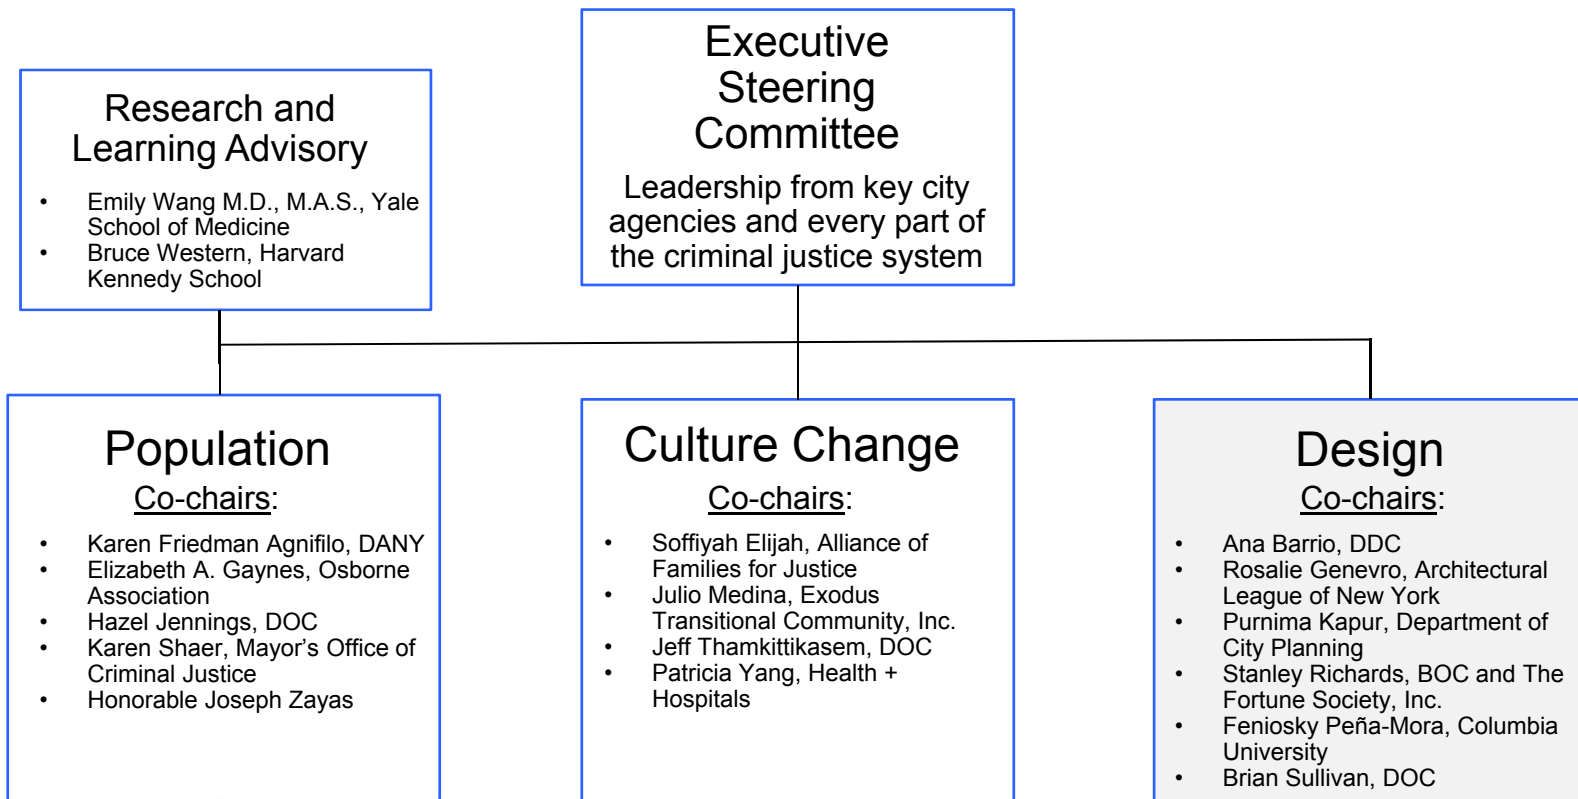 Executive
Steering
Committee
Leadership from key city
agencies and every part of
the criminal justice system
Research and
Learning Advisory
• Emily Wang M.D., M.A.S., Yale
School of Medicine
• Bruce Western, Harvard
Kennedy School
Population
Co-chairs:
• Karen Friedman Agnifilo, DANY
• Elizabeth A. Gaynes, Osborne
Association
• Hazel Jennings, DOC
• Karen Shaer, Mayor’s Office of
Criminal Justice
• Honorable Joseph Zayas
Culture Change
Co-chairs:
• Soffiyah Elijah, Alliance of
Families for Justice
• Julio Medina, Exodus
Transitional Community, Inc.
• Jeff Thamkittikasem, DOC
• Patricia Yang, Health +
Hospitals
Design
Co-chairs:
• Ana Barrio, DDC
• Rosalie Genevro, Architectural
League of New York
• Purnima Kapur, Department of
City Planning
• Stanley Richards, BOC and The
Fortune Society, Inc.
• Feniosky Peña-Mora, Columbia
University
• Brian Sullivan, DOC